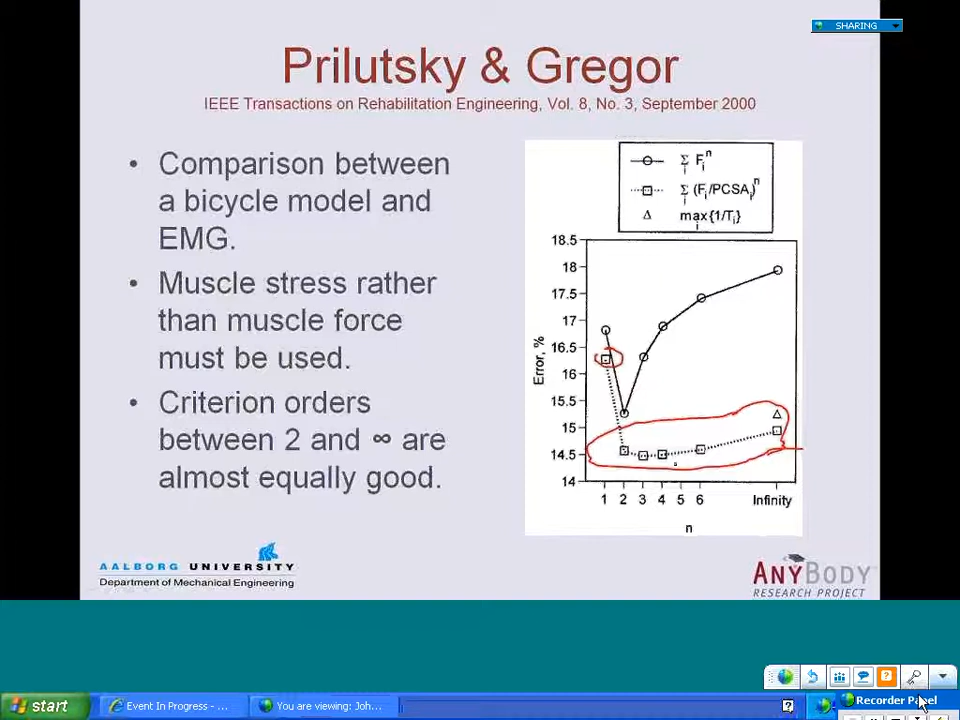 SHARING
Prilutsky & Gregor
IEEE Transactions on Rehabilitation Engineering, Vol. 8, No. 3, September 2000
• Comparison between
a bicycle model and
EMG.
• Muscle stress rather
than muscle force
must be used.
• Criterion orders
between 2 and ∞ are
almost equally good.
Σ F_i^n
i
Σ (F_i/PCSA_i)^n
i
max{1/T_i}
i
18.5
18
17.5
17
16.5
16
15.5
15
14.5
14
Error, %
1 2 3 4 5 6 Infinity
n
AALBORG UNIVERSITY
Department of Mechanical Engineering
ANYBODY
RESEARCH PROJECT
start
Event In Progress - ...
You are viewing: Joh...
Recorder Panel